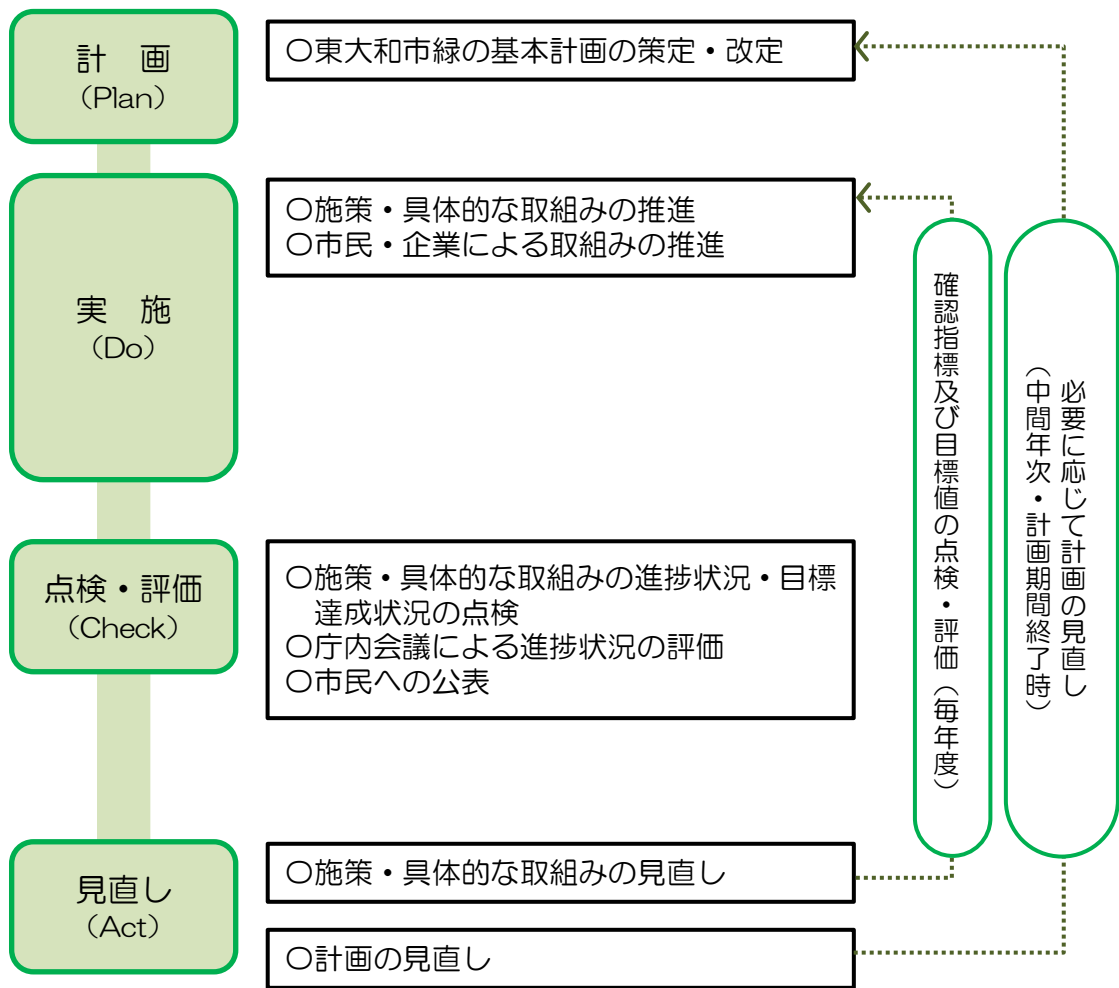 計　画
（Plan）
〇東大和市緑の基本計画の策定・改定
実　施
（Do）
〇施策・具体的な取組みの推進
〇市民・企業による取組みの推進
点検・評価
（Check）
〇施策・具体的な取組みの進捗状況・目標
達成状況の点検
〇庁内会議による進捗状況の評価
〇市民への公表
見直し
（Act）
〇施策・具体的な取組みの見直し
〇計画の見直し
確認指標及び目標値の点検・評価（毎年度）
必要に応じて計画の見直し
（中間年次・計画期間終了時）